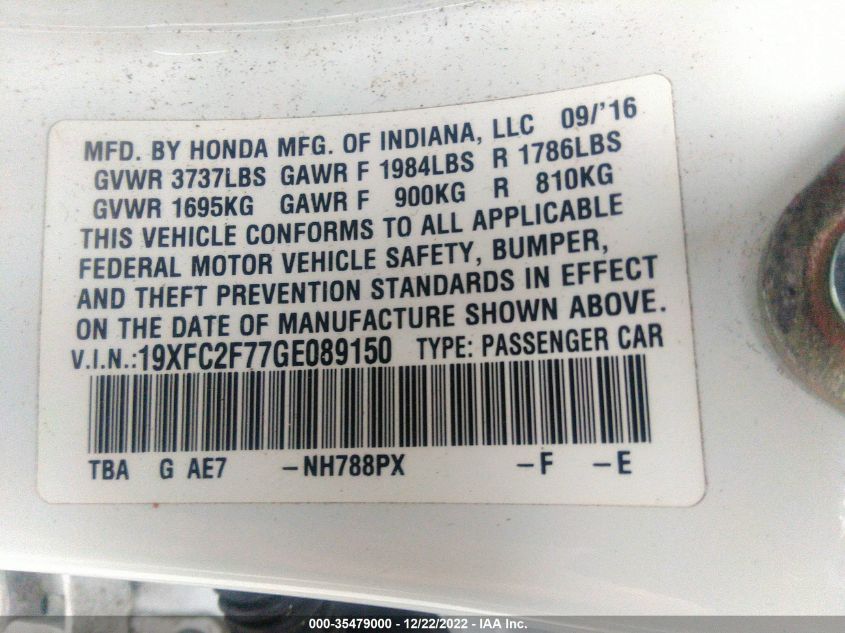 MFD. BY HONDA MFG. OF INDIANA, LLC 09/'16
GVWR 3737LBS GAWR F 1984LBS R 1786LBS
GVWR 1695KG GAWR F 900KG R 810KG
THIS VEHICLE CONFORMS TO ALL APPLICABLE
FEDERAL MOTOR VEHICLE SAFETY, BUMPER,
AND THEFT PREVENTION STANDARDS IN EFFECT
ON THE DATE OF MANUFACTURE SHOWN ABOVE.
V.I.N.:19XFC2F77GE089150 TYPE: PASSENGER CAR
TBA G AE7 -NH788PX -F -E
000-35479000 - 12/22/2022 - IAA Inc.